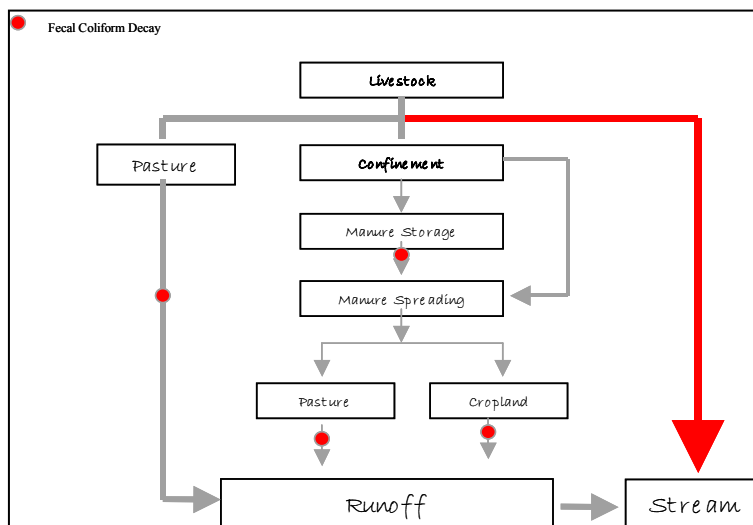 Fecal Coliform Decay
Livestock
Pasture
Confinement
Manure Storage
Manure Spreading
Pasture
Cropland
Runoff
Stream